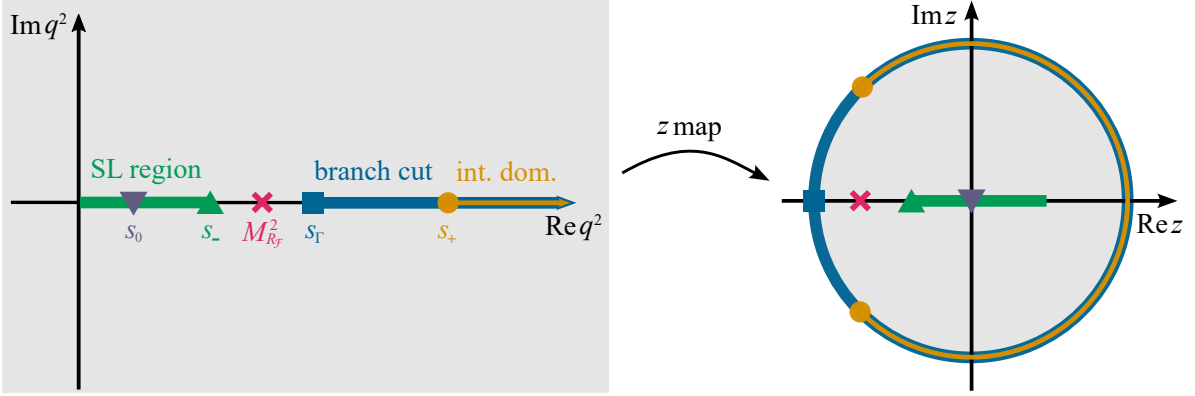 Im q²
SL region
branch cut
int. dom.
s₀
s₋
M²_{R_ℱ}
s_Γ
s₊
Re q²
z map
Im z
Re z